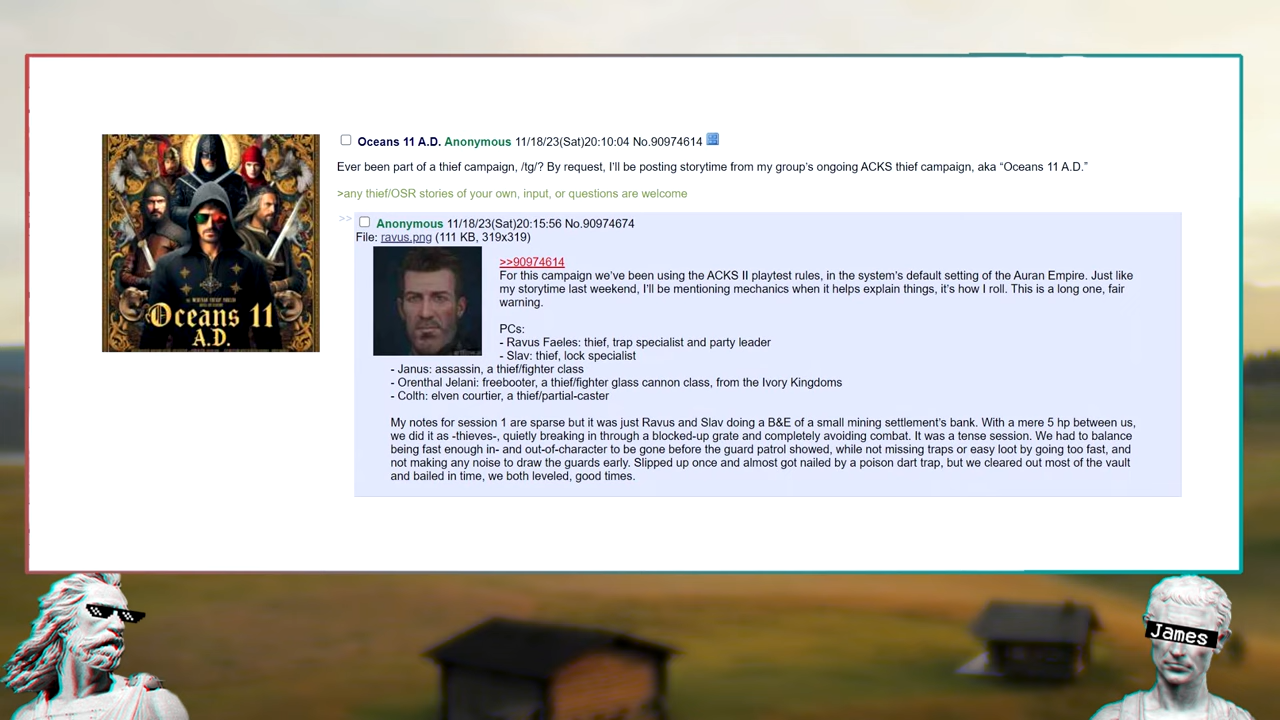 Oceans 11 A.D. Anonymous 11/18/23(Sat)20:10:04 No.90974614
Ever been part of a thief campaign, /tg/? By request, I'll be posting storytime from my group's ongoing ACKS thief campaign, aka “Oceans 11 A.D.”
>any thief/OSR stories of your own, input, or questions are welcome
Oceans 11
A.D.
>> Anonymous 11/18/23(Sat)20:15:56 No.90974674
File: ravus.png (111 KB, 319x319)
>>90974614
For this campaign we've been using the ACKS II playtest rules, in the system's default setting of the Auran Empire. Just like
my storytime last weekend, I'll be mentioning mechanics when it helps explain things, it's how I roll. This is a long one, fair
warning.
PCs:
- Ravus Faeles: thief, trap specialist and party leader
- Slav: thief, lock specialist
- Janus: assassin, a thief/fighter class
- Orenthal Jelani: freebooter, a thief/fighter glass cannon class, from the Ivory Kingdoms
- Colth: elven courtier, a thief/partial-caster
My notes for session 1 are sparse but it was just Ravus and Slav doing a B&E of a small mining settlement's bank. With a mere 5 hp between us,
we did it as -thieves-, quietly breaking in through a blocked-up grate and completely avoiding combat. It was a tense session. We had to balance
being fast enough in- and out-of-character to be gone before the guard patrol showed, while not missing traps or easy loot by going too fast, and
not making any noise to draw the guards early. Slipped up once and almost got nailed by a poison dart trap, but we cleared out most of the vault
and bailed in time, we both leveled, good times.
James